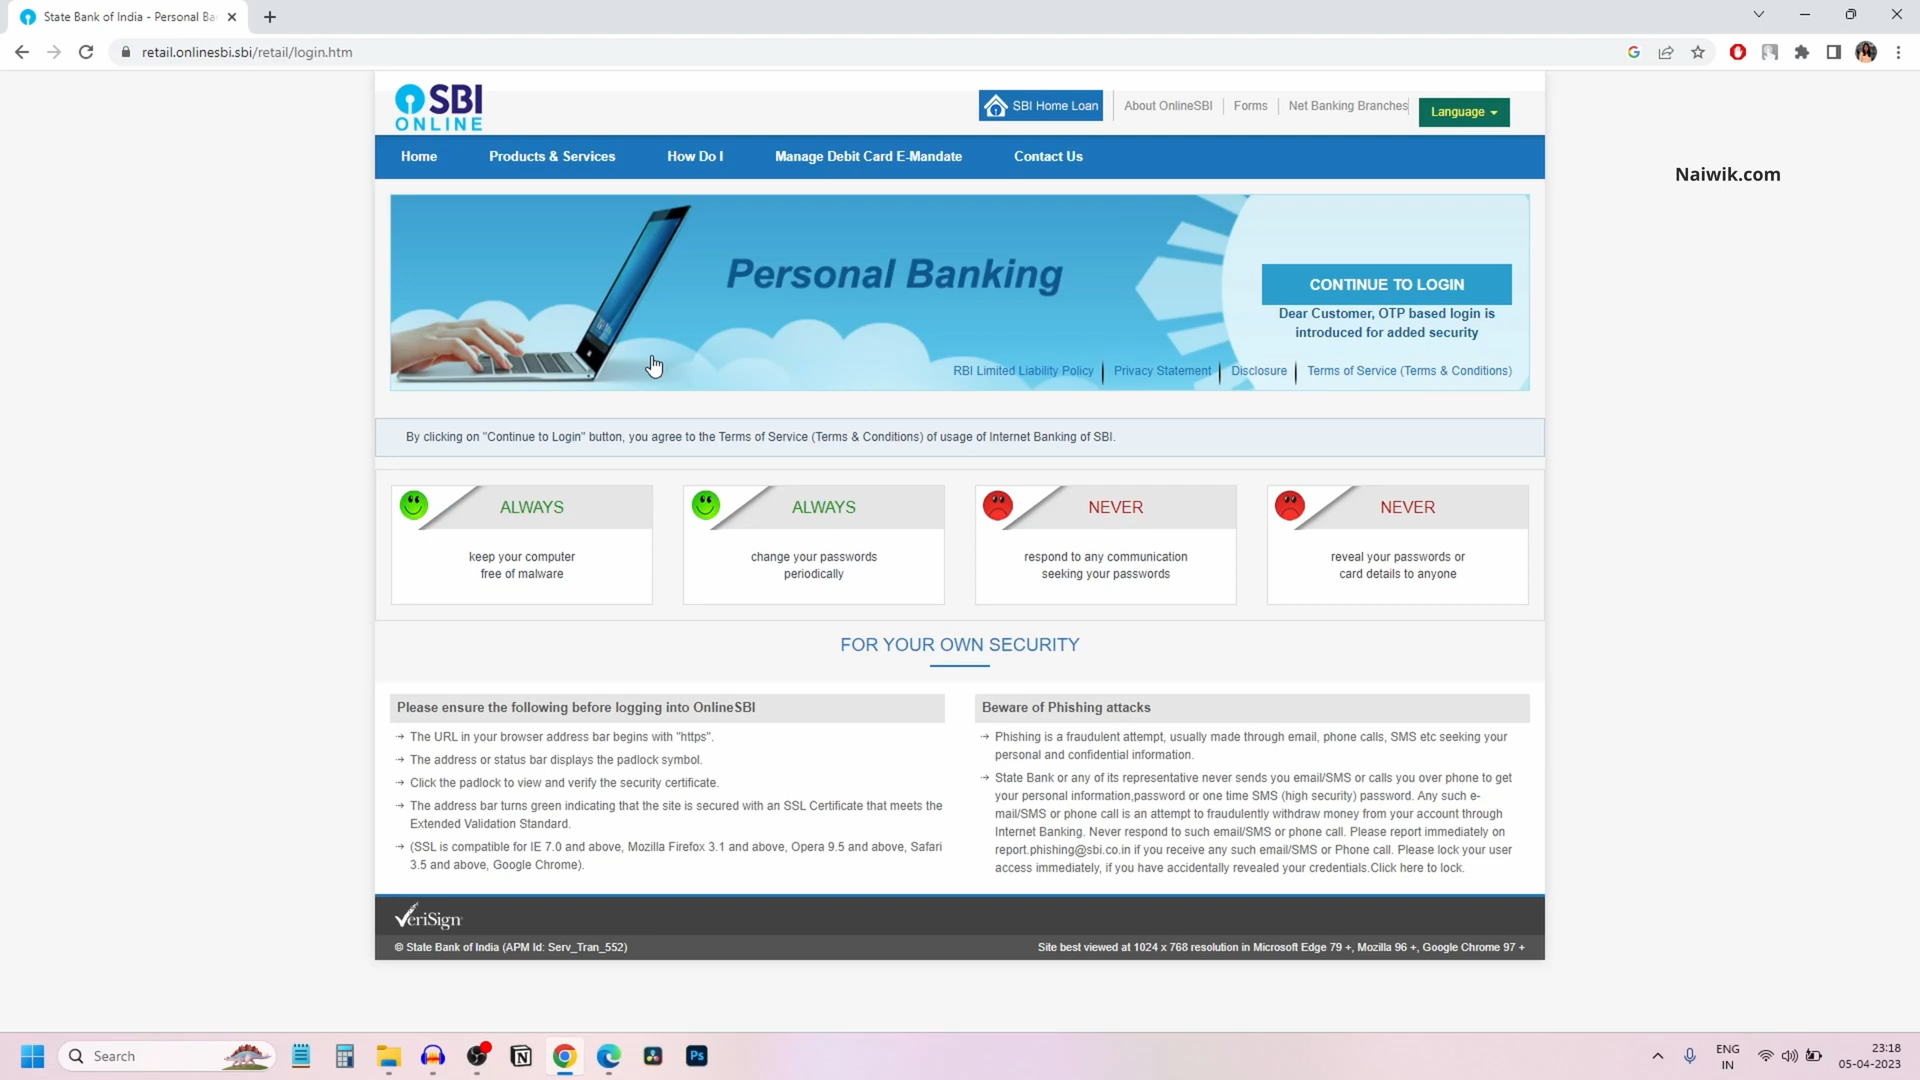 State Bank of India - Personal Ba
retail.onlinesbi.sbi/retail/login.htm
SBI
ONLINE
SBI Home Loan
About OnlineSBI
Forms
Net Banking Branches
Language
Home
Products & Services
How Do I
Manage Debit Card E-Mandate
Contact Us
Naiwik.com
Personal Banking
CONTINUE TO LOGIN
Dear Customer, OTP based login is
introduced for added security
RBI Limited Liability Policy
Privacy Statement
Disclosure
Terms of Service (Terms & Conditions)
By clicking on "Continue to Login" button, you agree to the Terms of Service (Terms & Conditions) of usage of Internet Banking of SBI.
ALWAYS
keep your computer
free of malware
ALWAYS
change your passwords
periodically
NEVER
respond to any communication
seeking your passwords
NEVER
reveal your passwords or
card details to anyone
FOR YOUR OWN SECURITY
Please ensure the following before logging into OnlineSBI
The URL in your browser address bar begins with "https".
The address or status bar displays the padlock symbol.
Click the padlock to view and verify the security certificate.
The address bar turns green indicating that the site is secured with an SSL Certificate that meets the
Extended Validation Standard.
(SSL is compatible for IE 7.0 and above, Mozilla Firefox 3.1 and above, Opera 9.5 and above, Safari
3.5 and above, Google Chrome).
Beware of Phishing attacks
Phishing is a fraudulent attempt, usually made through email, phone calls, SMS etc seeking your
personal and confidential information.
State Bank or any of its representative never sends you email/SMS or calls you over phone to get
your personal information,password or one time SMS (high security) password. Any such e-
mail/SMS or phone call is an attempt to fraudulently withdraw money from your account through
Internet Banking. Never respond to such email/SMS or phone call. Please report immediately on
report.phishing@sbi.co.in if you receive any such email/SMS or Phone call. Please lock your user
access immediately, if you have accidentally revealed your credentials.Click here to lock.
VeriSign
© State Bank of India (APM Id: Serv_Tran_552)
Site best viewed at 1024 x 768 resolution in Microsoft Edge 79 +, Mozilla 96 +, Google Chrome 97 +
Search
Ps
ENG
IN
23:18
05-04-2023